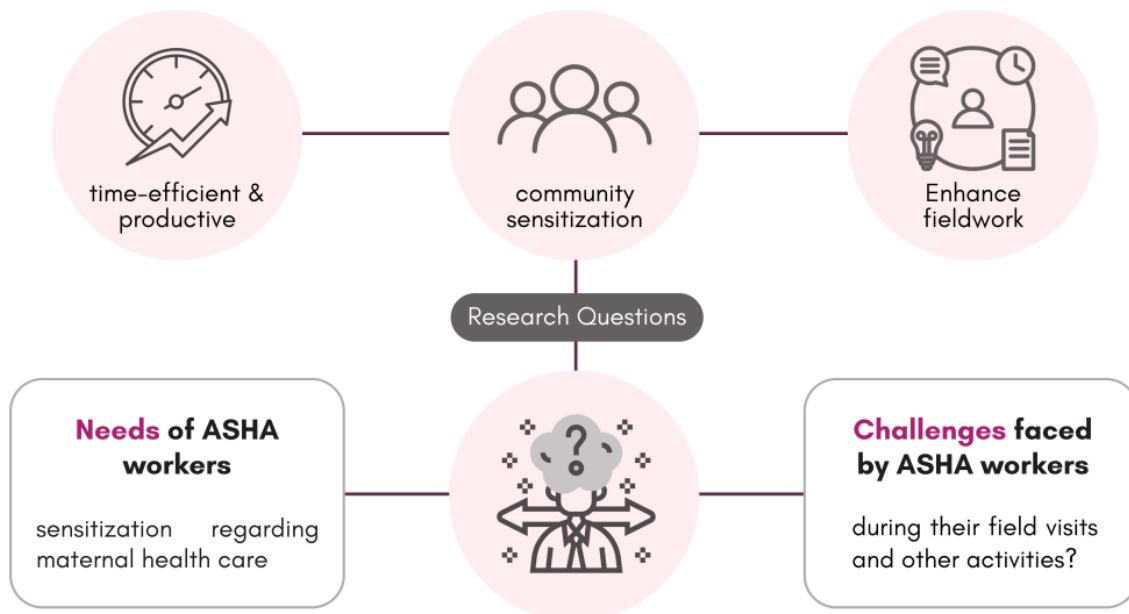 time-efficient &
productive
community
sensitization
Enhance
fieldwork
Research Questions
Needs of ASHA
workers
sensitization regarding
maternal health care
?
Challenges faced
by ASHA workers
during their field visits
and other activities?